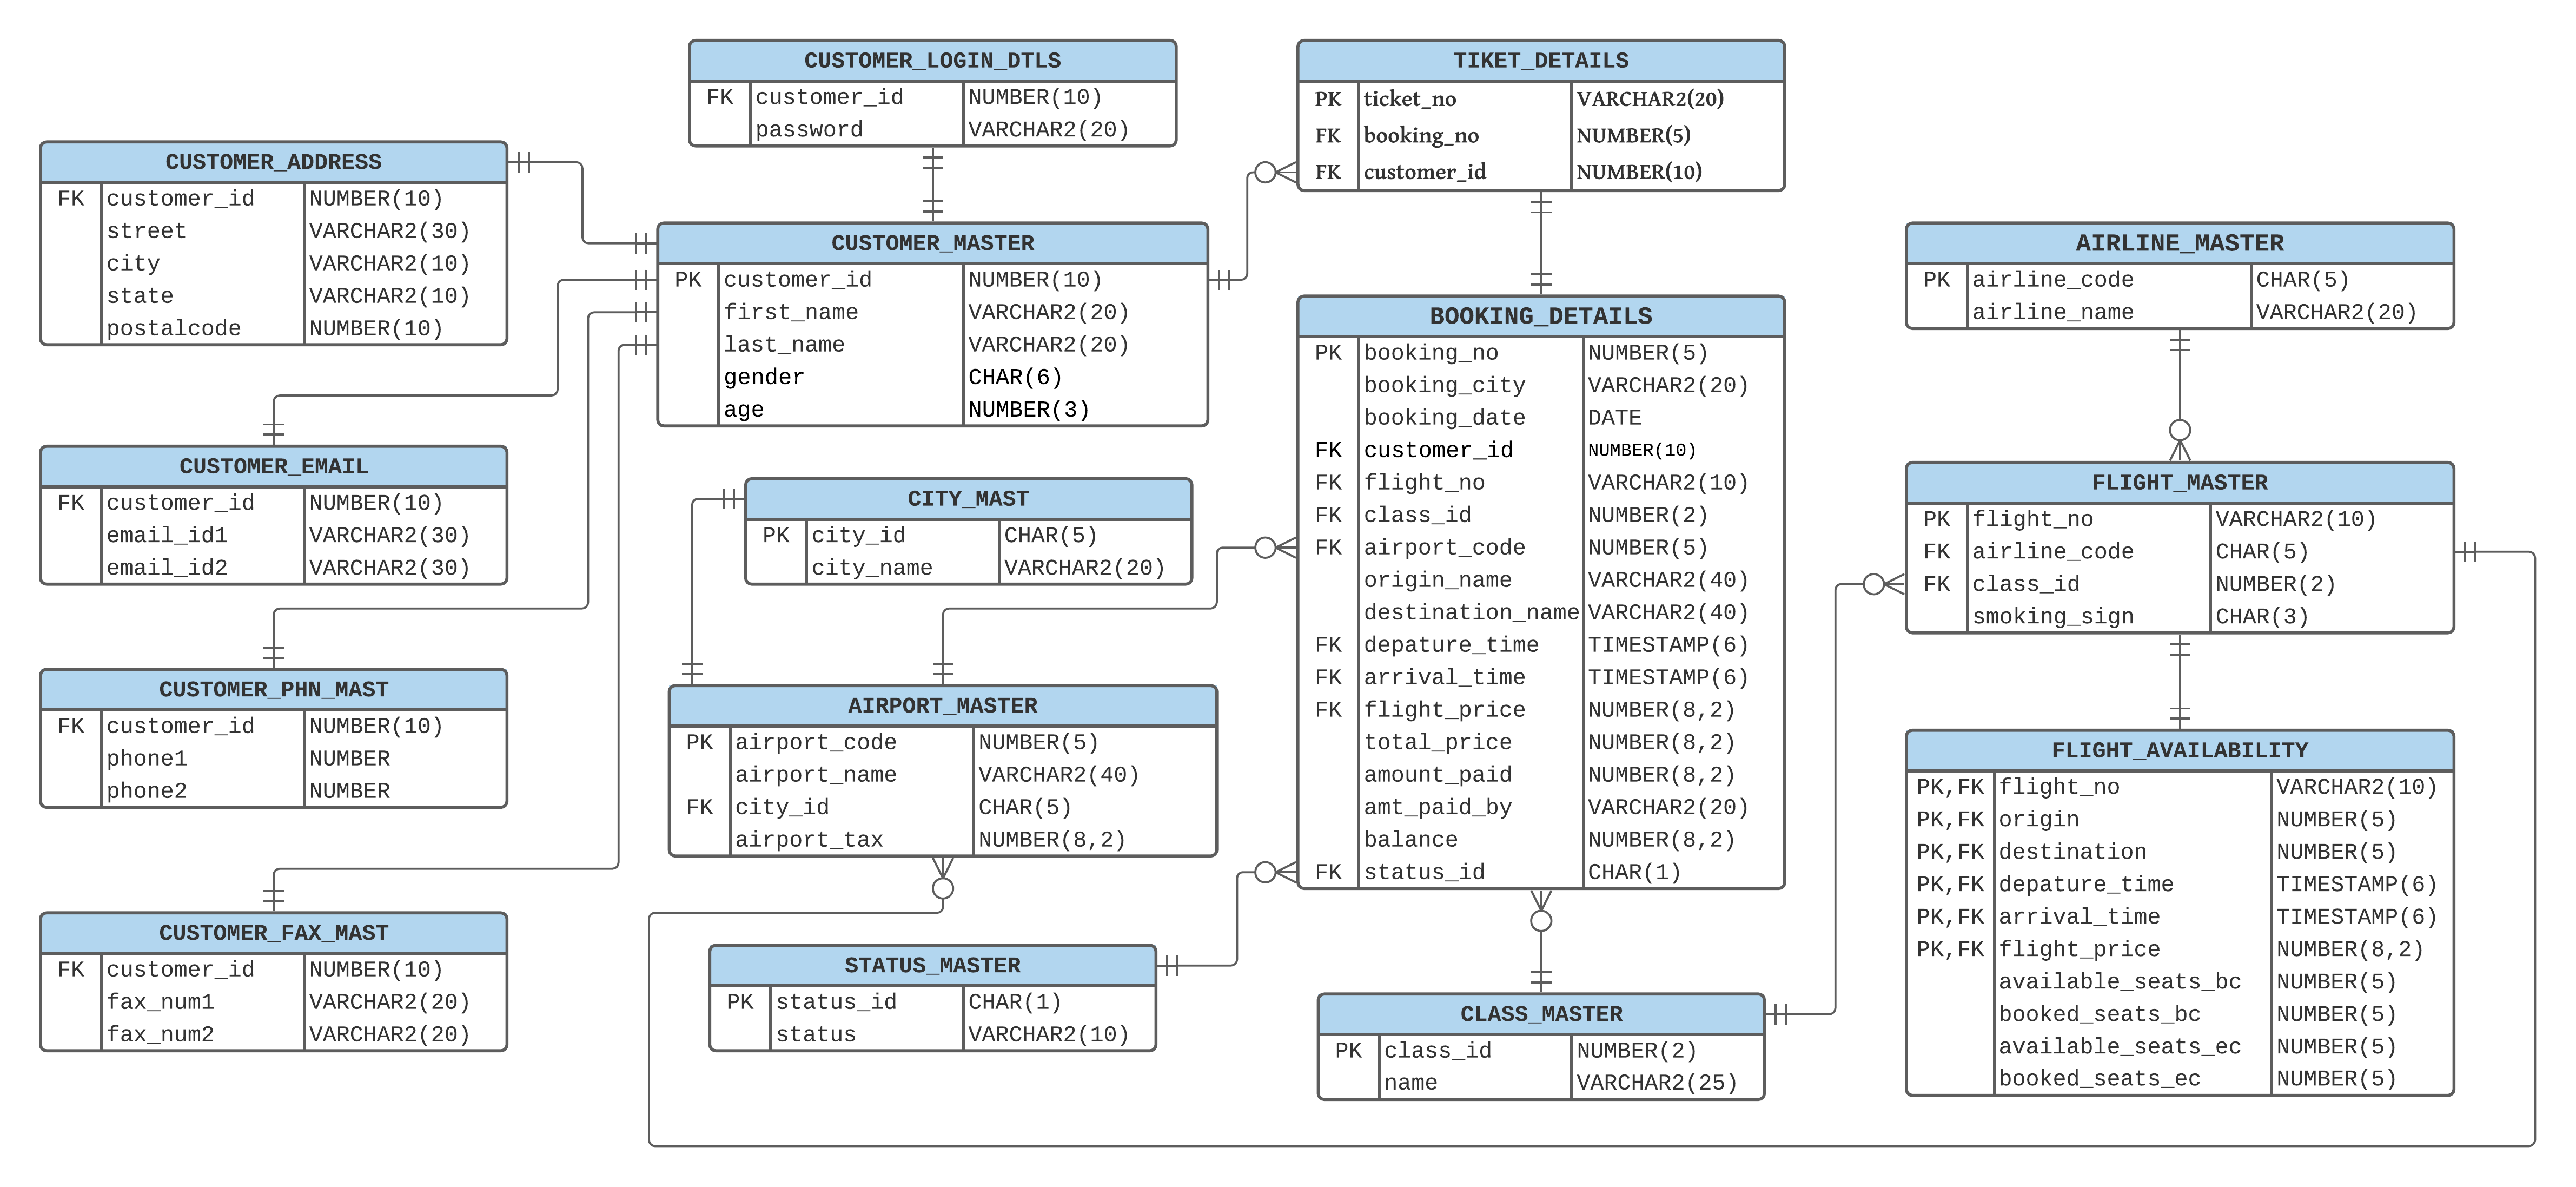 CUSTOMER_LOGIN_DTLS
FK customer_id NUMBER(10)
password VARCHAR2(20)
TIKET_DETAILS
PK ticket_no VARCHAR2(20)
FK booking_no NUMBER(5)
FK customer_id NUMBER(10)
CUSTOMER_ADDRESS
FK customer_id NUMBER(10)
street VARCHAR2(30)
city VARCHAR2(10)
state VARCHAR2(10)
postalcode NUMBER(10)
CUSTOMER_MASTER
PK customer_id NUMBER(10)
first_name VARCHAR2(20)
last_name VARCHAR2(20)
gender CHAR(6)
age NUMBER(3)
AIRLINE_MASTER
PK airline_code CHAR(5)
airline_name VARCHAR2(20)
BOOKING_DETAILS
PK booking_no NUMBER(5)
booking_city VARCHAR2(20)
booking_date DATE
FK customer_id NUMBER(10)
FK flight_no VARCHAR2(10)
FK class_id NUMBER(2)
FK airport_code NUMBER(5)
origin_name VARCHAR2(40)
destination_name VARCHAR2(40)
FK depature_time TIMESTAMP(6)
FK arrival_time TIMESTAMP(6)
FK flight_price NUMBER(8,2)
total_price NUMBER(8,2)
amount_paid NUMBER(8,2)
amt_paid_by VARCHAR2(20)
balance NUMBER(8,2)
FK status_id CHAR(1)
CUSTOMER_EMAIL
FK customer_id NUMBER(10)
email_id1 VARCHAR2(30)
email_id2 VARCHAR2(30)
CITY_MAST
PK city_id CHAR(5)
city_name VARCHAR2(20)
FLIGHT_MASTER
PK flight_no VARCHAR2(10)
FK airline_code CHAR(5)
FK class_id NUMBER(2)
smoking_sign CHAR(3)
CUSTOMER_PHN_MAST
FK customer_id NUMBER(10)
phone1 NUMBER
phone2 NUMBER
AIRPORT_MASTER
PK airport_code NUMBER(5)
airport_name VARCHAR2(40)
FK city_id CHAR(5)
airport_tax NUMBER(8,2)
FLIGHT_AVAILABILITY
PK,FK flight_no VARCHAR2(10)
PK,FK origin NUMBER(5)
PK,FK destination NUMBER(5)
PK,FK depature_time TIMESTAMP(6)
PK,FK arrival_time TIMESTAMP(6)
PK,FK flight_price NUMBER(8,2)
available_seats_bc NUMBER(5)
booked_seats_bc NUMBER(5)
available_seats_ec NUMBER(5)
booked_seats_ec NUMBER(5)
CUSTOMER_FAX_MAST
FK customer_id NUMBER(10)
fax_num1 VARCHAR2(20)
fax_num2 VARCHAR2(20)
STATUS_MASTER
PK status_id CHAR(1)
status VARCHAR2(10)
CLASS_MASTER
PK class_id NUMBER(2)
name VARCHAR2(25)